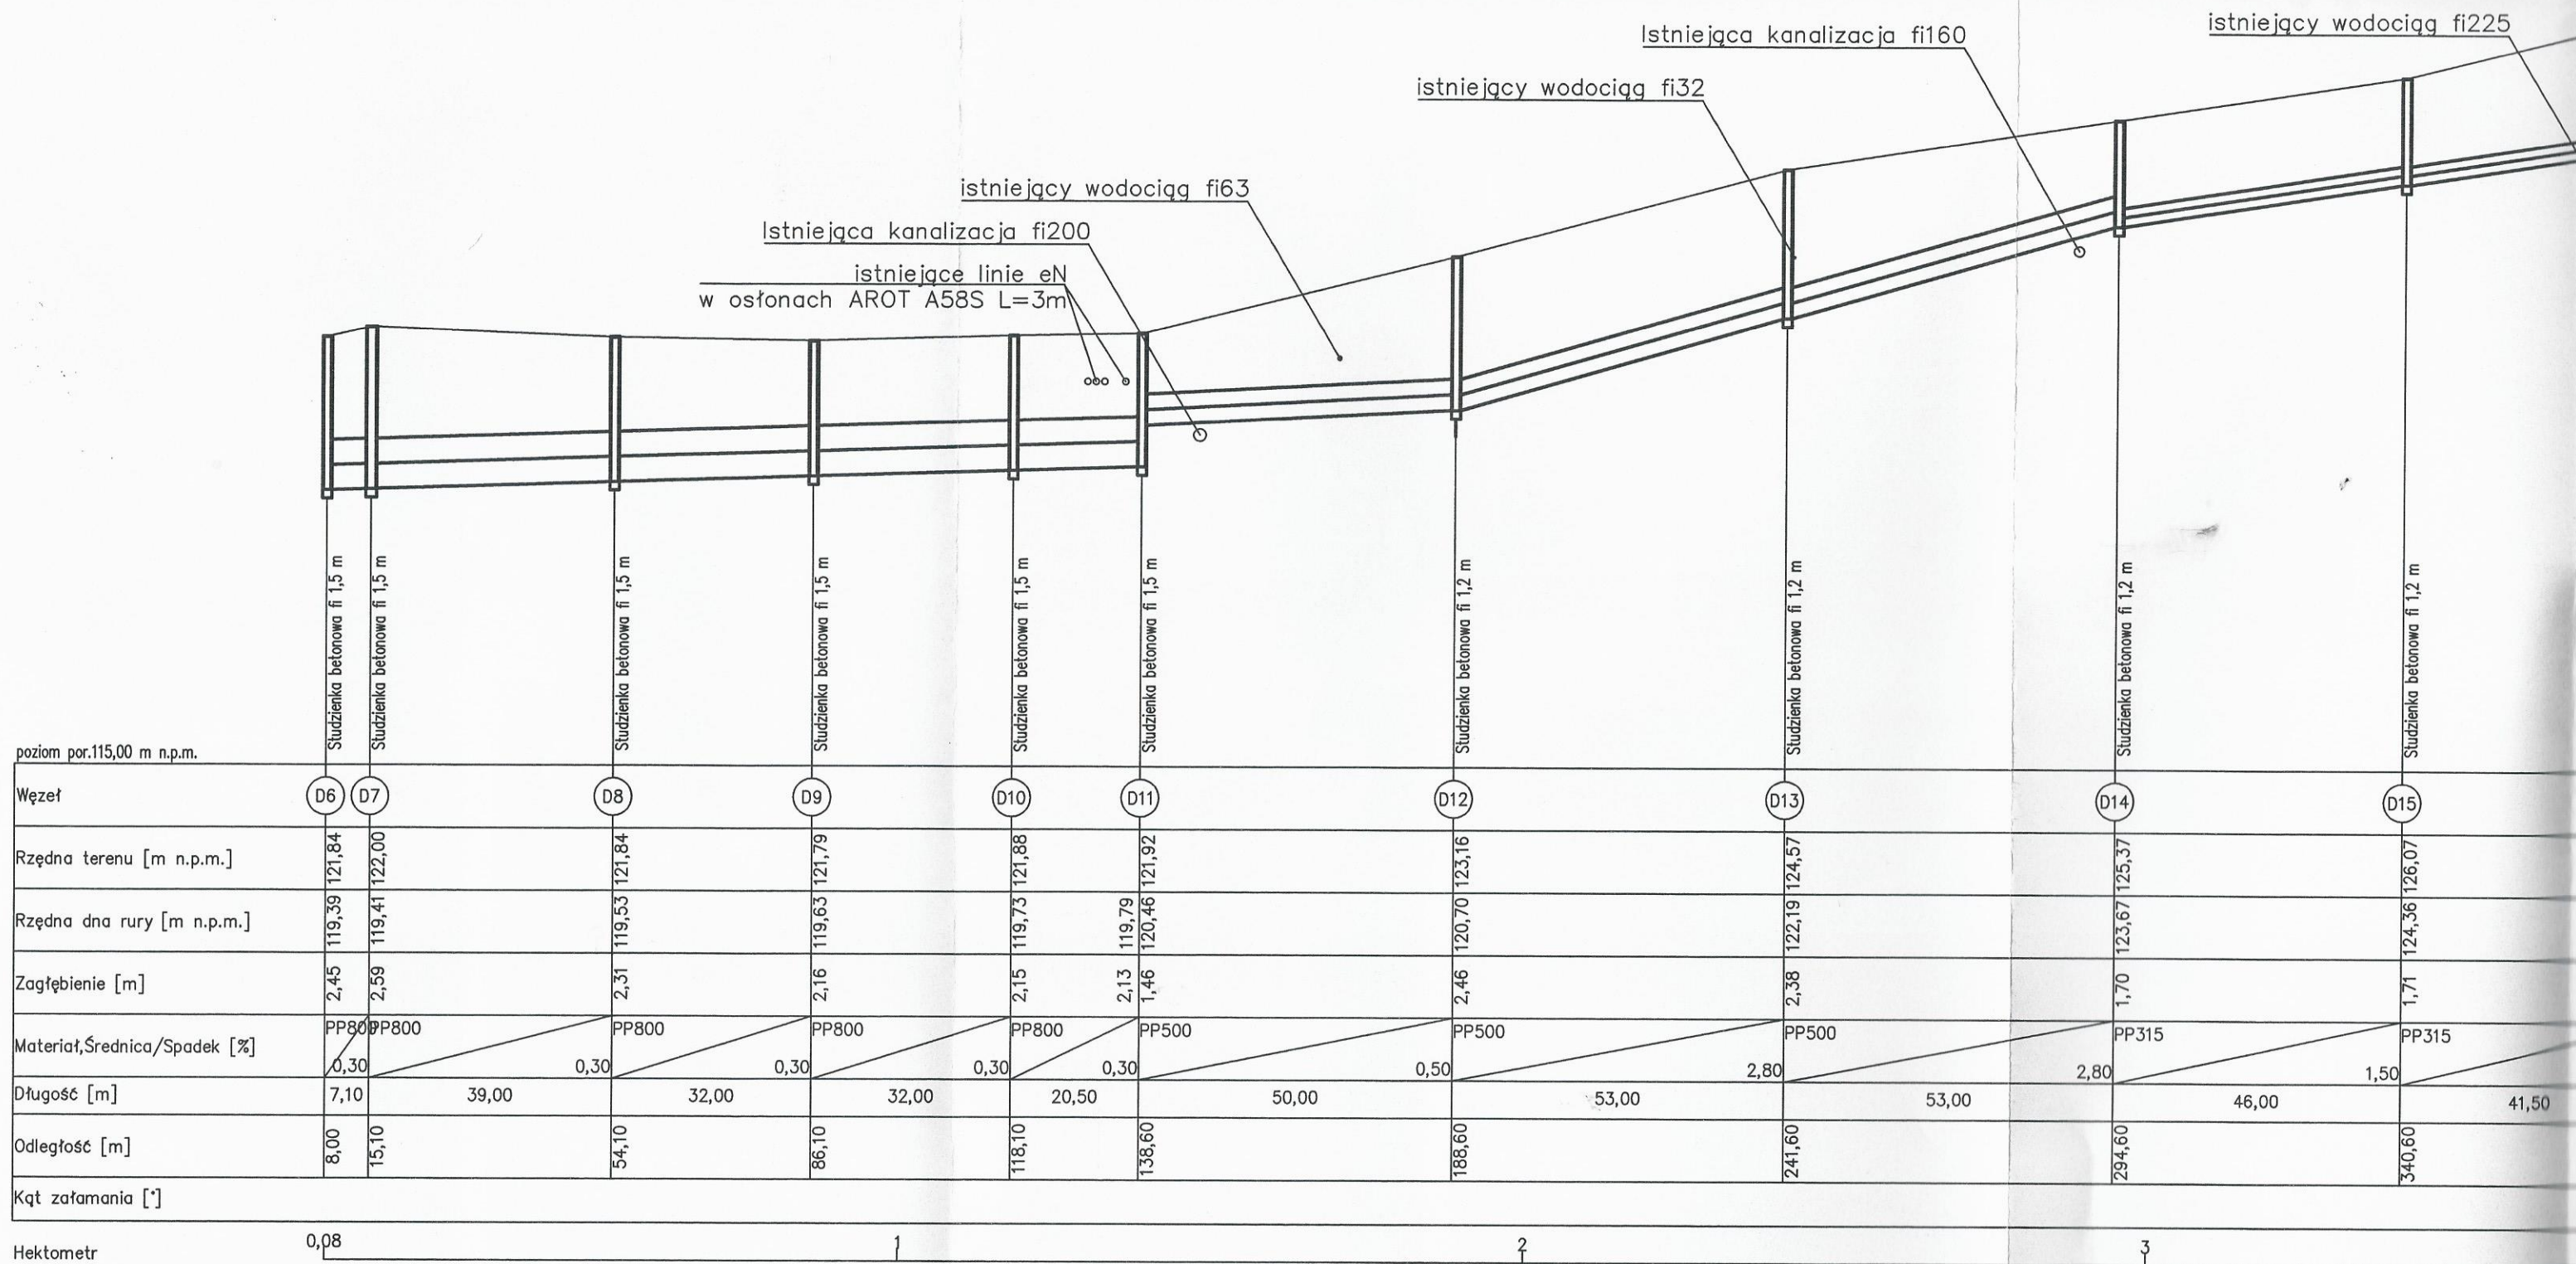 istniejący wodociąg fi225
Istniejąca kanalizacja fi160
istniejący wodociąg fi32
istniejący wodociąg fi63
Istniejąca kanalizacja fi200
istniejące linie eN
w osłonach AROT A58S L=3m
Studzienka betonowa fi 1,5 m
Studzienka betonowa fi 1,5 m
Studzienka betonowa fi 1,5 m
Studzienka betonowa fi 1,5 m
Studzienka betonowa fi 1,5 m
Studzienka betonowa fi 1,5 m
Studzienka betonowa fi 1,2 m
Studzienka betonowa fi 1,2 m
Studzienka betonowa fi 1,2 m
Studzienka betonowa fi 1,2 m
poziom por.115,00 m n.p.m.
Węzeł D6 D7 D8 D9 D10 D11 D12 D13 D14 D15
Rzędna terenu [m n.p.m.] 121,84 122,00 121,84 121,79 121,88 121,92 123,16 124,57 125,37 126,07
Rzędna dna rury [m n.p.m.] 119,39 119,41 119,53 119,63 119,73 119,79 120,46 120,70 122,19 123,67 124,36
Zagłębienie [m] 2,45 2,59 2,31 2,16 2,15 2,13 1,46 2,46 2,38 1,70 1,71
PP800 PP800 PP800 PP800 PP800 PP500 PP500 PP500 PP315 PP315
Materiał,Średnica/Spadek [%]
0,30 0,30 0,30 0,30 0,30 0,50 2,80 2,80 1,50
Długość [m] 7,10 39,00 32,00 32,00 20,50 50,00 53,00 53,00 46,00 41,50
Odległość [m] 8,00 15,10 54,10 86,10 118,10 138,60 188,60 241,60 294,60 340,60
Kąt załamania [°]
Hektometr 0,08 1 2 3